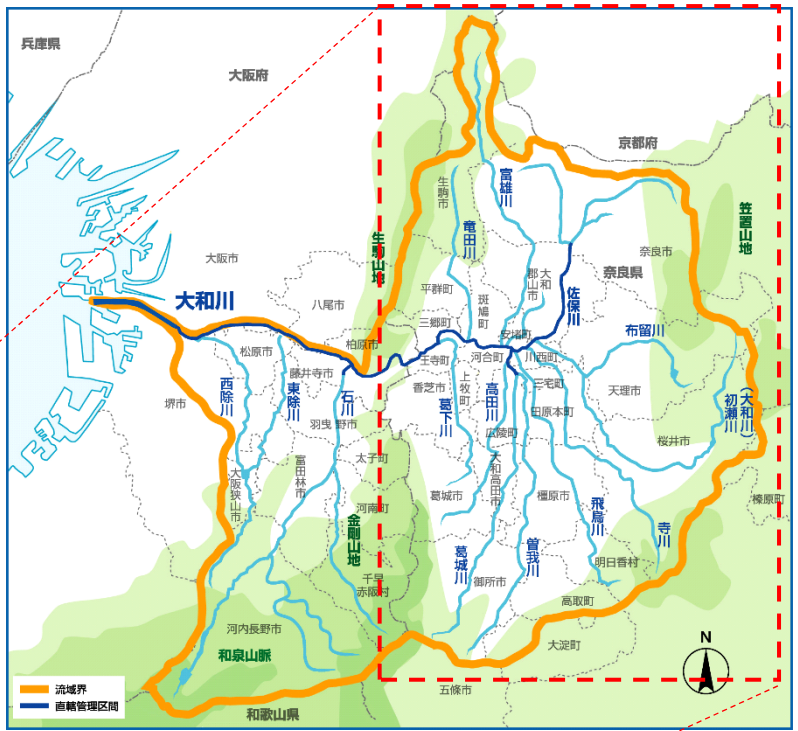 兵庫県
大阪府
京都府
生駒市
富雄川
笠置山地
竜田川
生駒山地
奈良市
奈良県
大阪市
大和郡山市
平群町
斑鳩町
佐保川
大和川
八尾市
三郷町
安堵町
布留川
柏原市
松原市
王寺町
河合町
川西町
藤井寺市
香芝市
上牧町
三宅町
天理市
西除川
東除川
石川
葛下川
高田川
田原本町
(大和川)
初瀬川
堺市
羽曳野市
広陵町
桜井市
太子町
大阪狭山市
富田林市
大和高田市
葛城市
橿原市
飛鳥川
榛原町
河南町
金剛山地
寺川
葛城川
曽我川
千早赤阪村
御所市
明日香村
高取町
河内長野市
大淀町
和泉山脈
N
五條市
流域界
直轄管理区間
和歌山県